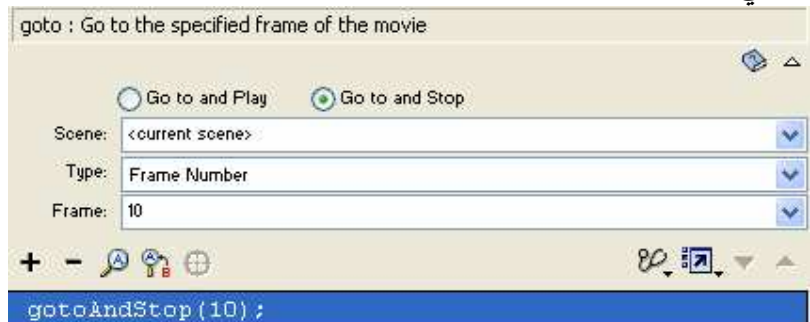 goto : Go to the specified frame of the movie
Go to and Play Go to and Stop
Scene: <current scene>
Type: Frame Number
Frame: 10
gotoAndStop(10);